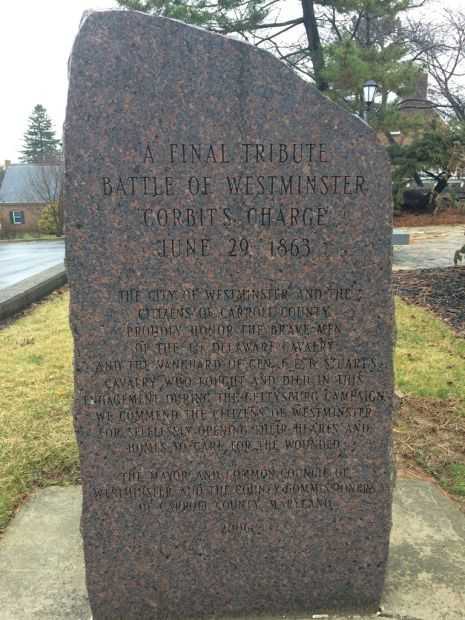 A FINAL TRIBUTE
BATTLE OF WESTMINSTER
"CORBIT'S CHARGE"
JUNE 29, 1863
THE CITY OF WESTMINSTER AND THE
CITIZENS OF CARROLL COUNTY
PROUDLY HONOR THE BRAVE MEN
OF THE 1st DELAWARE CAVALRY
AND THE VANGUARD OF GEN. J. E. B. STUART'S
CAVALRY WHO FOUGHT AND DIED IN THIS
ENGAGEMENT DURING THE GETTYSBURG CAMPAIGN.
WE COMMEND THE CITIZENS OF WESTMINSTER
FOR SELFLESSLY OPENING THEIR HEARTS AND
HOMES TO CARE FOR THE WOUNDED.
THE MAYOR AND COMMON COUNCIL OF
WESTMINSTER AND THE COUNTY COMMISSIONERS
OF CARROLL COUNTY, MARYLAND
2006